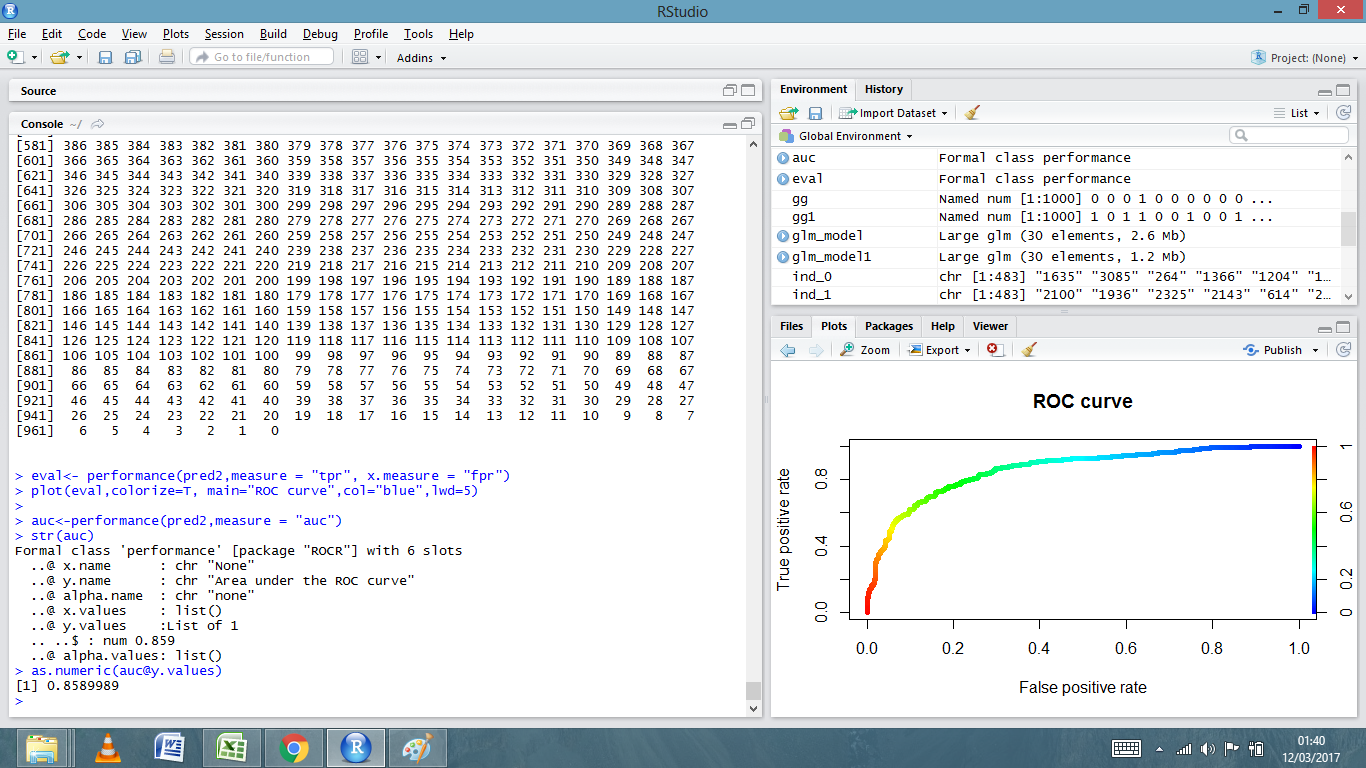 RStudio
File Edit Code View Plots Session Build Debug Profile Tools Help
Go to file/function Addins Project: (None)
Source
Console ~/
[581] 386 385 384 383 382 381 380 379 378 377 376 375 374 373 372 371 370 369 368 367
[601] 366 365 364 363 362 361 360 359 358 357 356 355 354 353 352 351 350 349 348 347
[621] 346 345 344 343 342 341 340 339 338 337 336 335 334 333 332 331 330 329 328 327
[641] 326 325 324 323 322 321 320 319 318 317 316 315 314 313 312 311 310 309 308 307
[661] 306 305 304 303 302 301 300 299 298 297 296 295 294 293 292 291 290 289 288 287
[681] 286 285 284 283 282 281 280 279 278 277 276 275 274 273 272 271 270 269 268 267
[701] 266 265 264 263 262 261 260 259 258 257 256 255 254 253 252 251 250 249 248 247
[721] 246 245 244 243 242 241 240 239 238 237 236 235 234 233 232 231 230 229 228 227
[741] 226 225 224 223 222 221 220 219 218 217 216 215 214 213 212 211 210 209 208 207
[761] 206 205 204 203 202 201 200 199 198 197 196 195 194 193 192 191 190 189 188 187
[781] 186 185 184 183 182 181 180 179 178 177 176 175 174 173 172 171 170 169 168 167
[801] 166 165 164 163 162 161 160 159 158 157 156 155 154 153 152 151 150 149 148 147
[821] 146 145 144 143 142 141 140 139 138 137 136 135 134 133 132 131 130 129 128 127
[841] 126 125 124 123 122 121 120 119 118 117 116 115 114 113 112 111 110 109 108 107
[861] 106 105 104 103 102 101 100 99 98 97 96 95 94 93 92 91 90 89 88 87
[881] 86 85 84 83 82 81 80 79 78 77 76 75 74 73 72 71 70 69 68 67
[901] 66 65 64 63 62 61 60 59 58 57 56 55 54 53 52 51 50 49 48 47
[921] 46 45 44 43 42 41 40 39 38 37 36 35 34 33 32 31 30 29 28 27
[941] 26 25 24 23 22 21 20 19 18 17 16 15 14 13 12 11 10 9 8 7
[961] 6 5 4 3 2 1 0
> eval<- performance(pred2,measure = "tpr", x.measure = "fpr")
> plot(eval,colorize=T, main="ROC curve",col="blue",lwd=5)
>
> auc<-performance(pred2,measure = "auc")
> str(auc)
Formal class 'performance' [package "ROCR"] with 6 slots
..@ x.name : chr "None"
..@ y.name : chr "Area under the ROC curve"
..@ alpha.name : chr "none"
..@ x.values : list()
..@ y.values :List of 1
.. ..$ : num 0.859
..@ alpha.values: list()
> as.numeric(auc@y.values)
[1] 0.8589989
>
Environment History
Import Dataset List
Global Environment
auc Formal class performance
eval Formal class performance
gg Named num [1:1000] 0 0 0 1 0 0 0 0 0 0 ...
gg1 Named num [1:1000] 1 0 1 1 0 0 1 0 0 1 ...
glm_model Large glm (30 elements, 2.6 Mb)
glm_model1 Large glm (30 elements, 1.2 Mb)
ind_0 chr [1:483] "1635" "3085" "264" "1366" "1204" "1...
ind_1 chr [1:483] "2100" "1936" "2325" "2143" "614" "2...
Files Plots Packages Help Viewer
Zoom Export Publish
ROC curve
True positive rate
0.8
0.4
0.0
1
0.6
0.2
0
0.0 0.2 0.4 0.6 0.8 1.0
False positive rate
01:40
12/03/2017